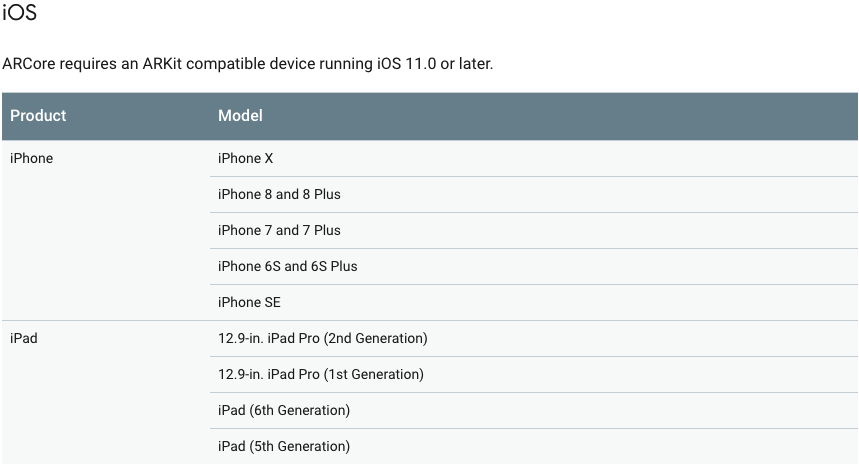 iOS
ARCore requires an ARKit compatible device running iOS 11.0 or later.
Product Model
iPhone iPhone X
iPhone 8 and 8 Plus
iPhone 7 and 7 Plus
iPhone 6S and 6S Plus
iPhone SE
iPad 12.9-in. iPad Pro (2nd Generation)
12.9-in. iPad Pro (1st Generation)
iPad (6th Generation)
iPad (5th Generation)